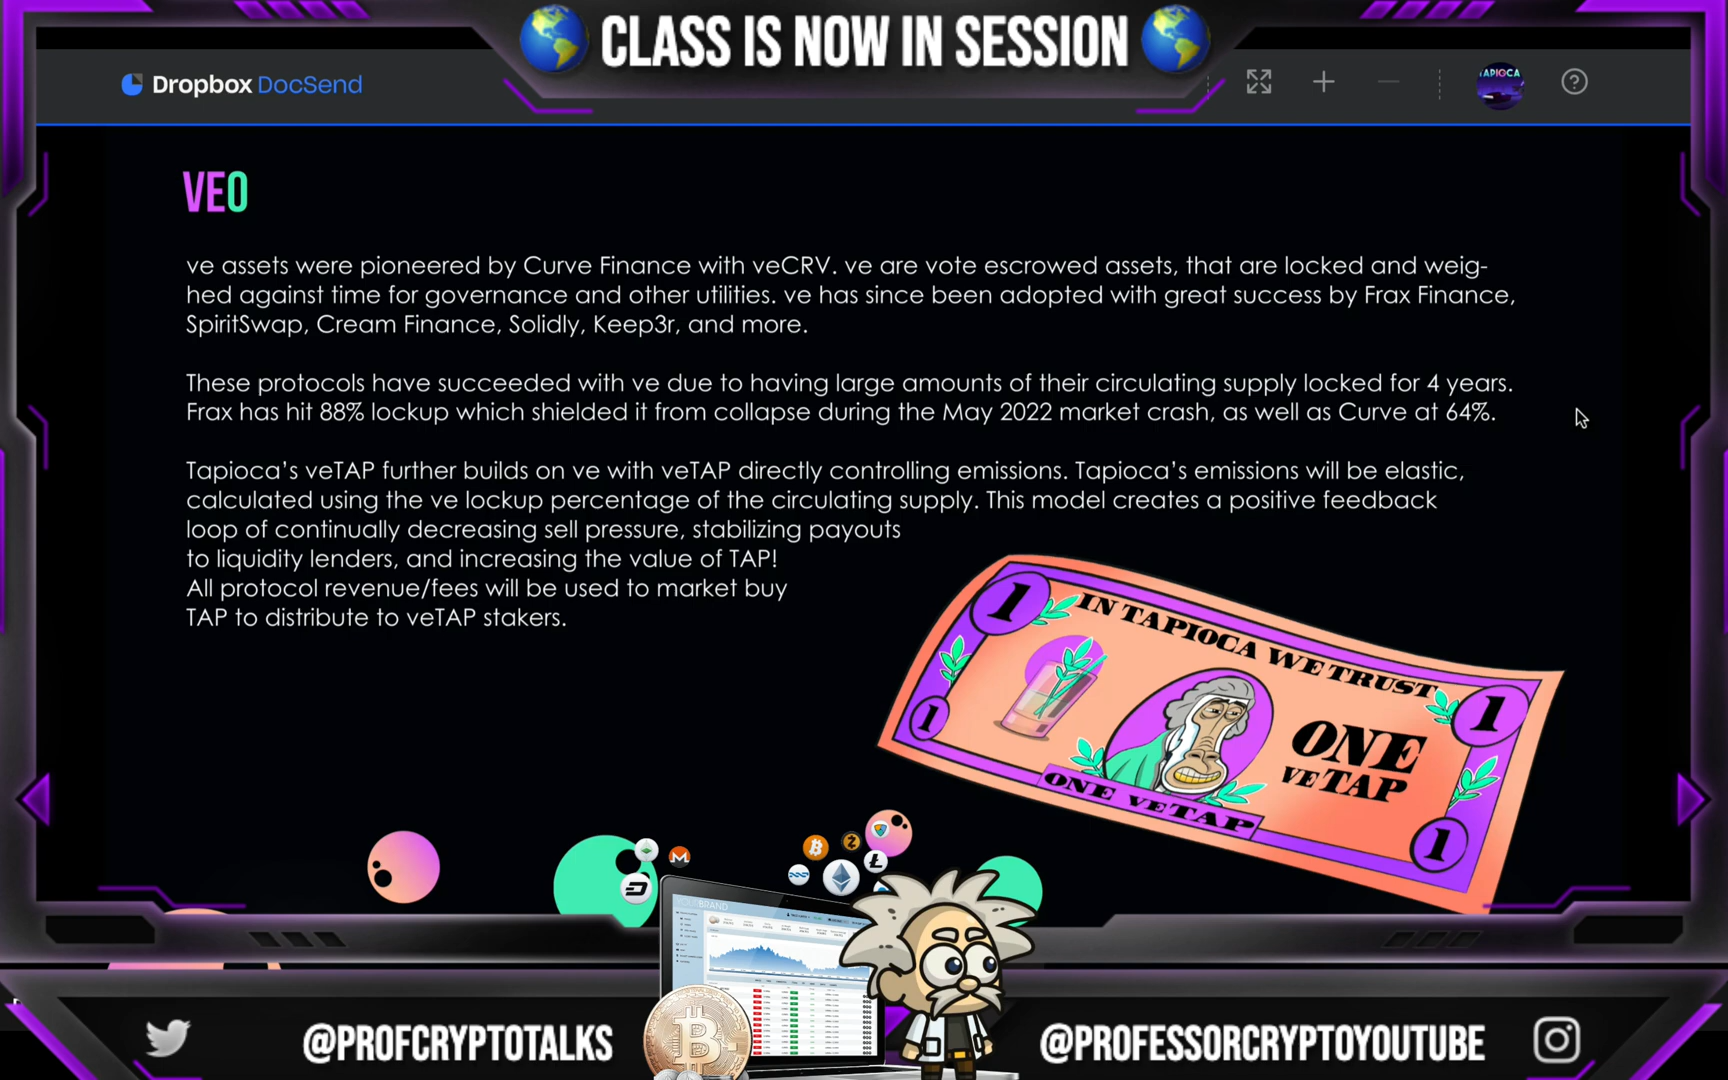 CLASS IS NOW IN SESSION
Dropbox DocSend
TAPIOCA
VEO
ve assets were pioneered by Curve Finance with veCRV. ve are vote escrowed assets, that are locked and weig-
hed against time for governance and other utilities. ve has since been adopted with great success by Frax Finance,
SpiritSwap, Cream Finance, Solidly, Keep3r, and more.
These protocols have succeeded with ve due to having large amounts of their circulating supply locked for 4 years.
Frax has hit 88% lockup which shielded it from collapse during the May 2022 market crash, as well as Curve at 64%.
Tapioca's veTAP further builds on ve with veTAP directly controlling emissions. Tapioca's emissions will be elastic,
calculated using the ve lockup percentage of the circulating supply. This model creates a positive feedback
loop of continually decreasing sell pressure, stabilizing payouts
to liquidity lenders, and increasing the value of TAP!
All protocol revenue/fees will be used to market buy
TAP to distribute to veTAP stakers.
1
IN TAPIOCA WE TRUST
1
1
ONE
VETAP
ONE VETAP
1
@PROFCRYPTOTALKS
@PROFESSORCRYPTOYOUTUBE